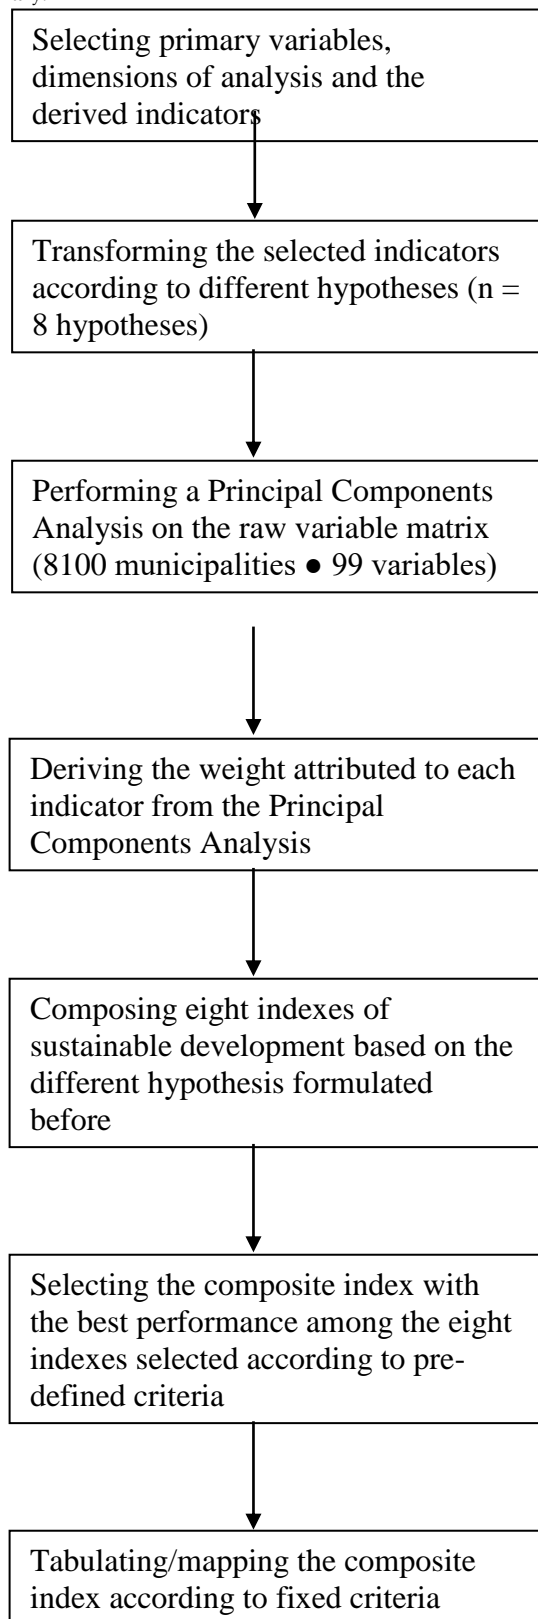 Selecting primary variables,
dimensions of analysis and the
derived indicators
Transforming the selected indicators
according to different hypotheses (n =
8 hypotheses)
Performing a Principal Components
Analysis on the raw variable matrix
(8100 municipalities ● 99 variables)
Deriving the weight attributed to each
indicator from the Principal
Components Analysis
Composing eight indexes of
sustainable development based on the
different hypothesis formulated
before
Selecting the composite index with
the best performance among the eight
indexes selected according to pre-
defined criteria
Tabulating/mapping the composite
index according to fixed criteria